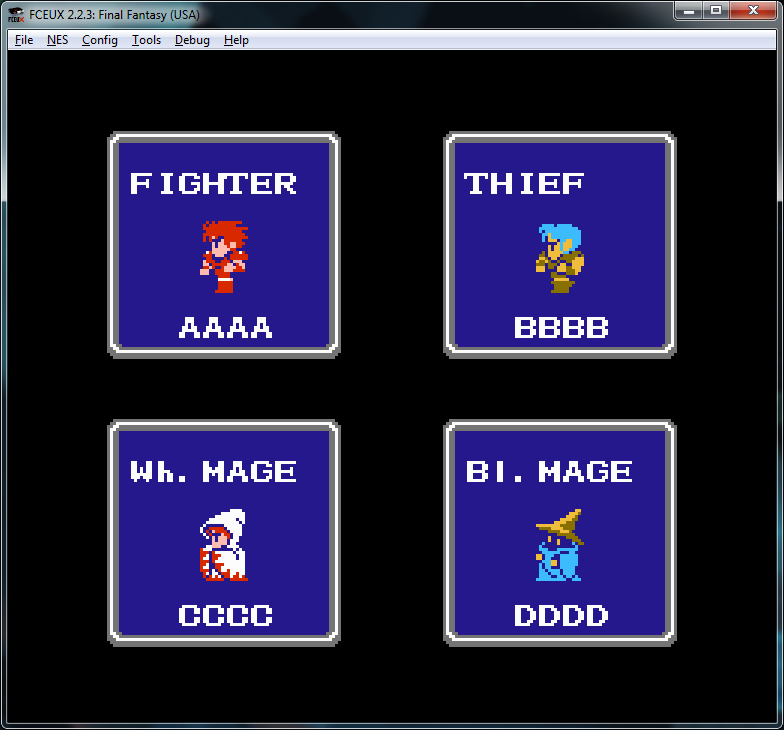 FCEUX 2.2.3: Final Fantasy (USA)
File NES Config Tools Debug Help
FIGHTER
AAAA
THIEF
BBBB
Wh. MAGE
CCCC
Bl. MAGE
DDDD